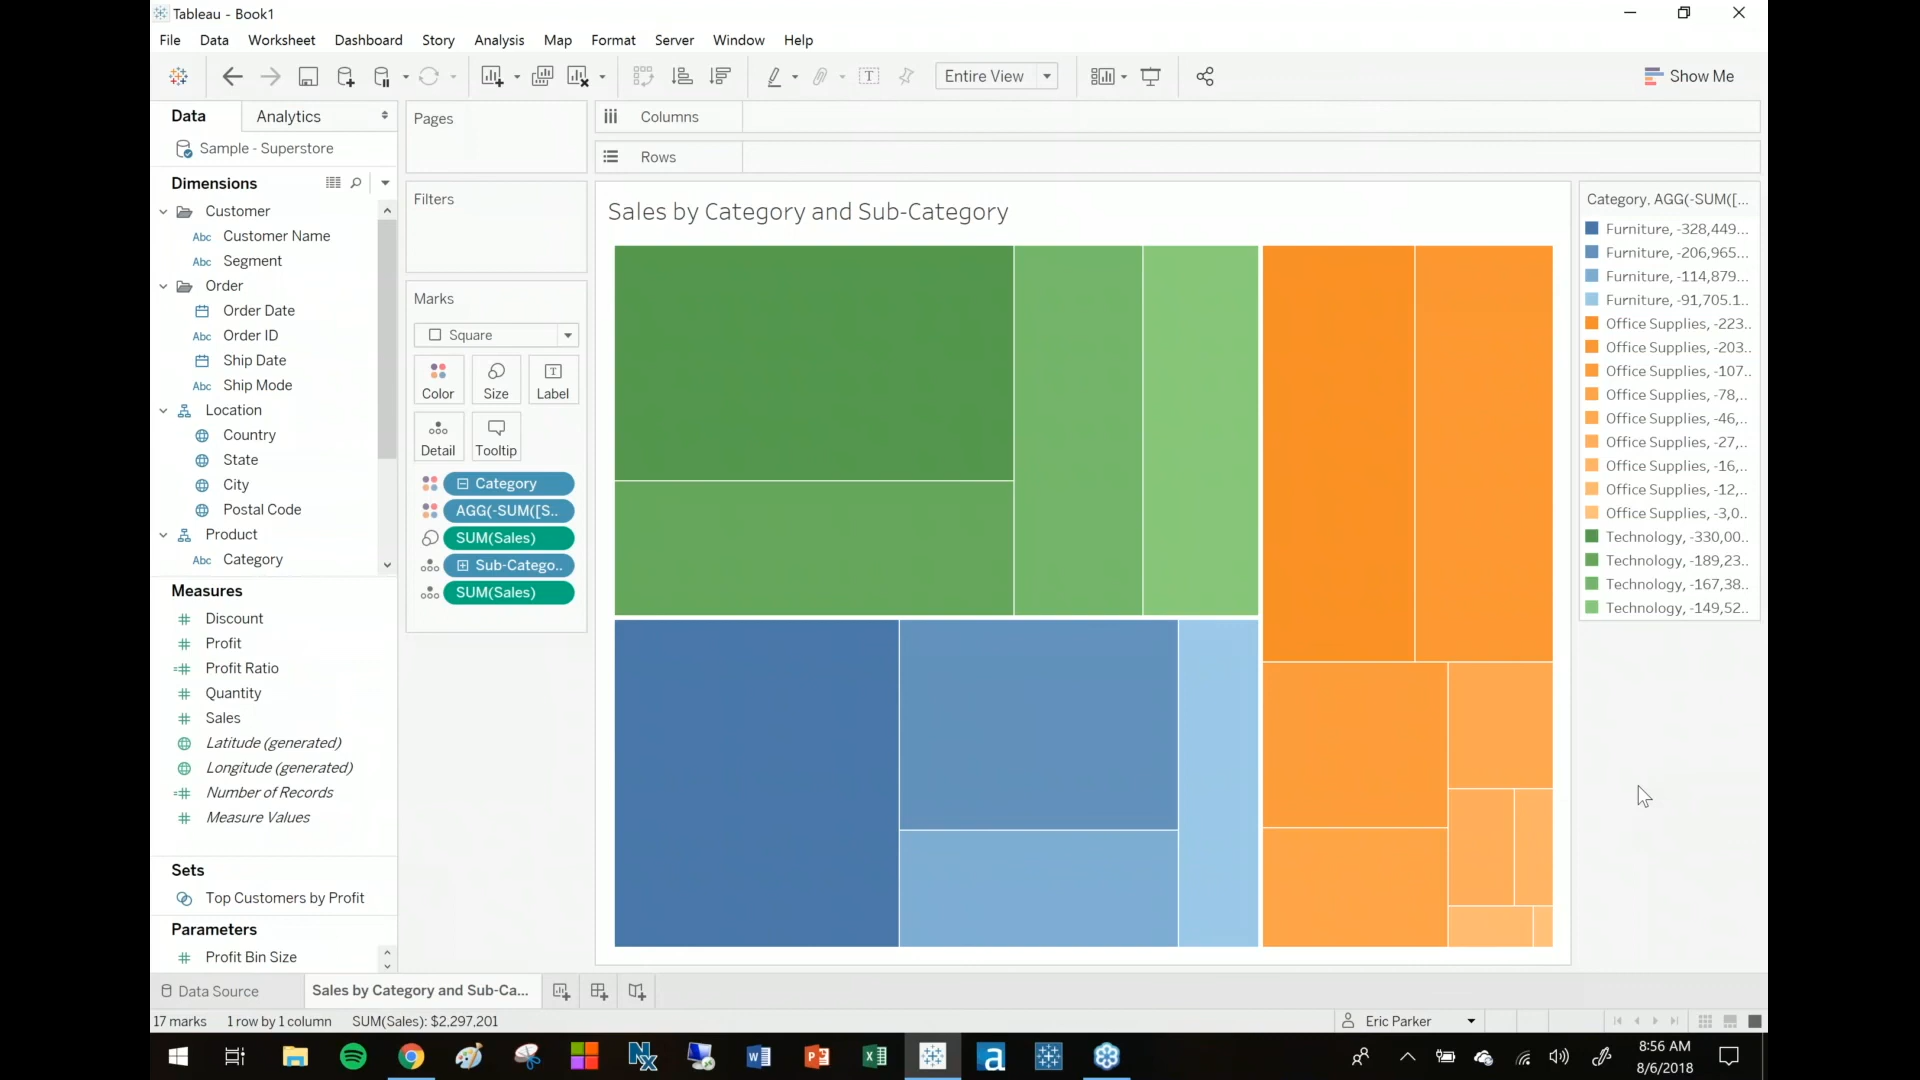 Tableau - Book1
File Data Worksheet Dashboard Story Analysis Map Format Server Window Help
Entire View
Show Me
Data
Analytics
Sample - Superstore
Dimensions
Customer
Abc Customer Name
Abc Segment
Order
Order Date
Abc Order ID
Ship Date
Abc Ship Mode
Location
Country
State
City
Postal Code
Product
Abc Category
Measures
Discount
Profit
Profit Ratio
Quantity
Sales
Latitude (generated)
Longitude (generated)
Number of Records
Measure Values
Sets
Top Customers by Profit
Parameters
Profit Bin Size
Pages
Filters
Marks
Square
Color Size Label
Detail Tooltip
Category
AGG(-SUM([S..
SUM(Sales)
Sub-Catego..
SUM(Sales)
Columns
Rows
Sales by Category and Sub-Category
Category, AGG(-SUM([...
Furniture, -328,449...
Furniture, -206,965...
Furniture, -114,879...
Furniture, -91,705.1...
Office Supplies, -223..
Office Supplies, -203..
Office Supplies, -107..
Office Supplies, -78,..
Office Supplies, -46,..
Office Supplies, -27,..
Office Supplies, -16,..
Office Supplies, -12,..
Office Supplies, -3,0..
Technology, -330,00..
Technology, -189,23..
Technology, -167,38..
Technology, -149,52..
Data Source
Sales by Category and Sub-Ca...
17 marks 1 row by 1 column SUM(Sales): $2,297,201
Eric Parker
8:56 AM
8/6/2018